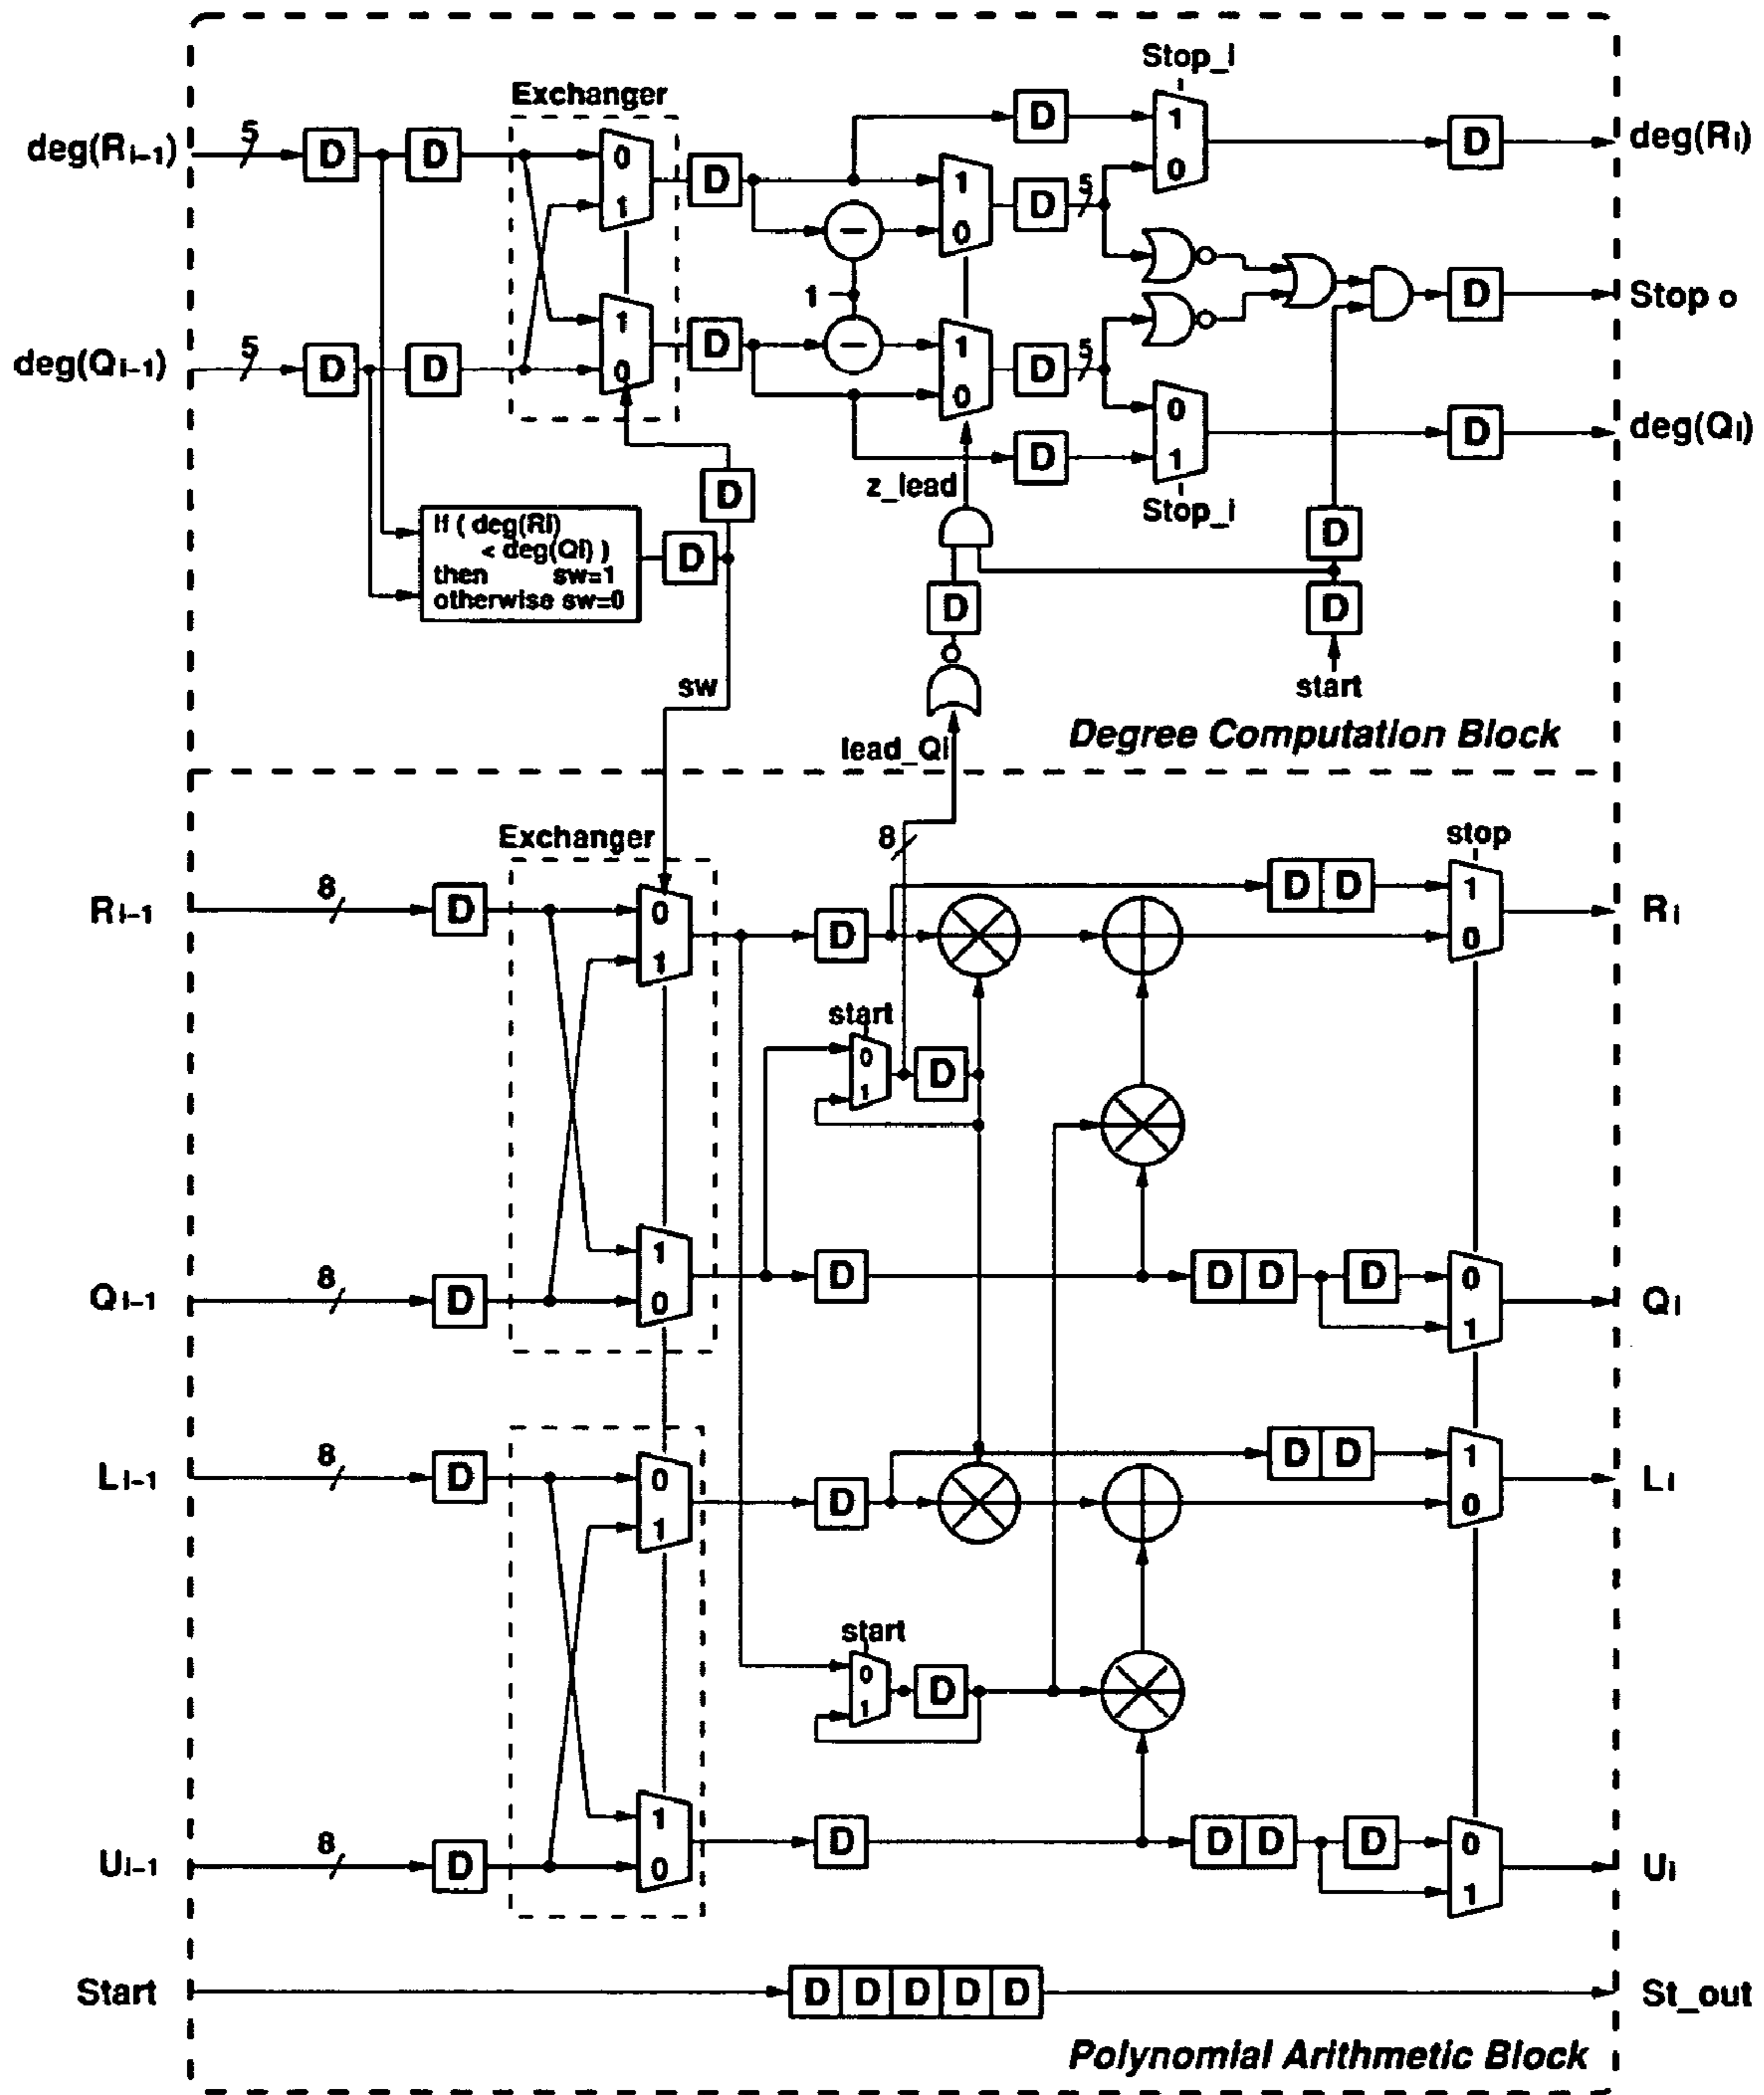 Stop_i
Exchanger
deg(Ri-1) 5 D D 0 1 D D 1 0 D deg(Ri)
1 0 D 5
− 1 −
Stop o D
deg(Qi-1) 5 D D 1 0 D 1 0 D 5 0 1 D deg(Qi)
D
z_lead
Stop_i
D
If ( deg(Ri)
< deg(Qi) )
then sw=1
otherwise sw=0
D
D
D
D
start
sw
lead_Qi
Degree Computation Block
Exchanger
8
stop
Ri-1 8 D 0 1 D D D 1 0 Ri
start
0 1 D
Qi-1 8 D 1 0 D D D D 0 1 Qi
Li-1 8 D 0 1 D D D 1 0 Li
start
0 1 D
Ui-1 8 D 1 0 D D D D 0 1 Ui
Start D D D D D St_out
Polynomial Arithmetic Block